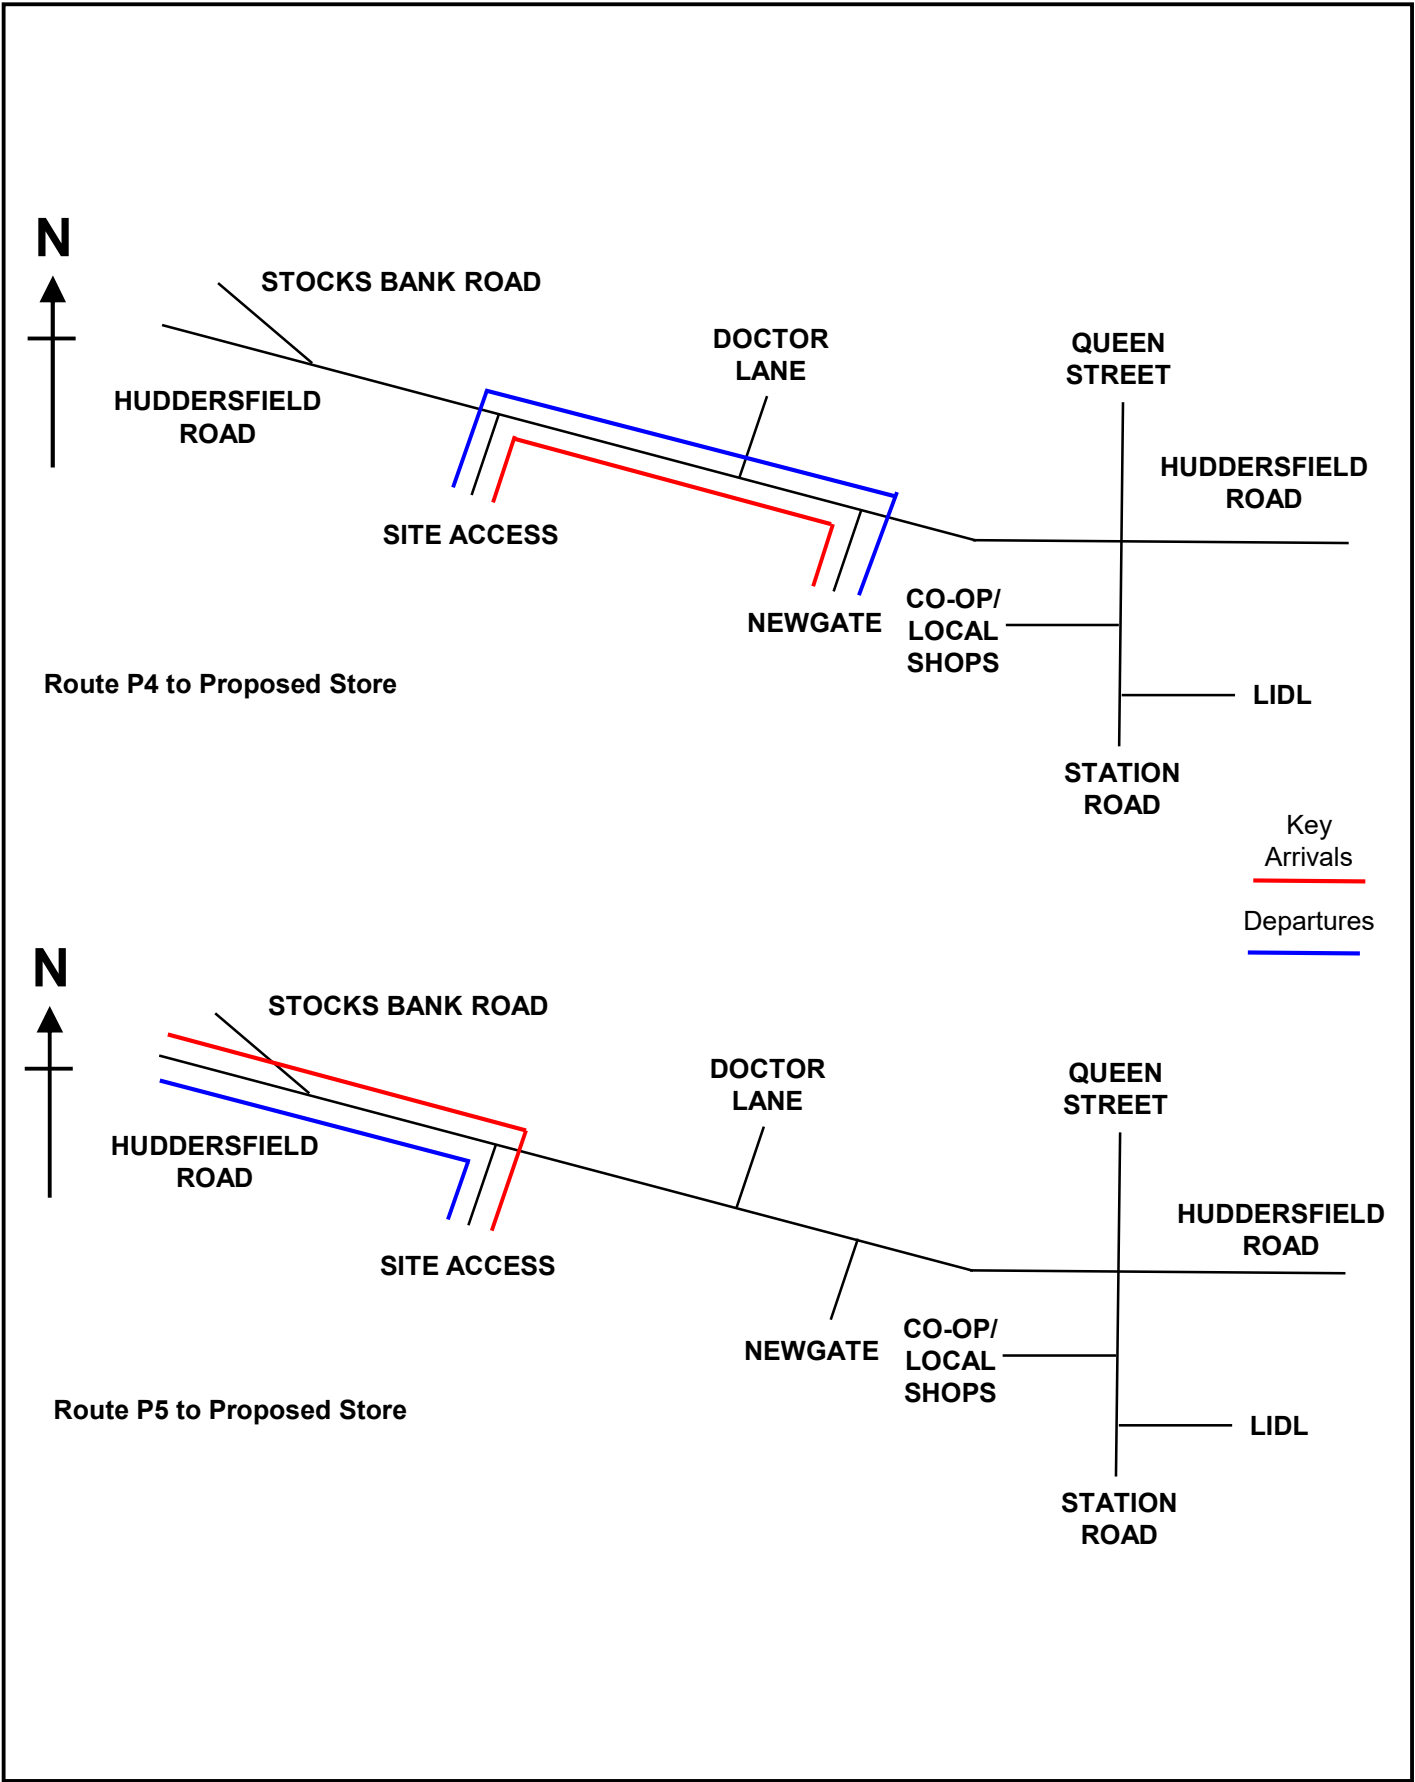 N
STOCKS BANK ROAD
DOCTOR
LANE
QUEEN
STREET
HUDDERSFIELD
ROAD
HUDDERSFIELD
ROAD
SITE ACCESS
NEWGATE
CO-OP/
LOCAL
SHOPS
Route P4 to Proposed Store
LIDL
STATION
ROAD
Key
Arrivals
Departures
N
STOCKS BANK ROAD
DOCTOR
LANE
QUEEN
STREET
HUDDERSFIELD
ROAD
HUDDERSFIELD
ROAD
SITE ACCESS
NEWGATE
CO-OP/
LOCAL
SHOPS
Route P5 to Proposed Store
LIDL
STATION
ROAD